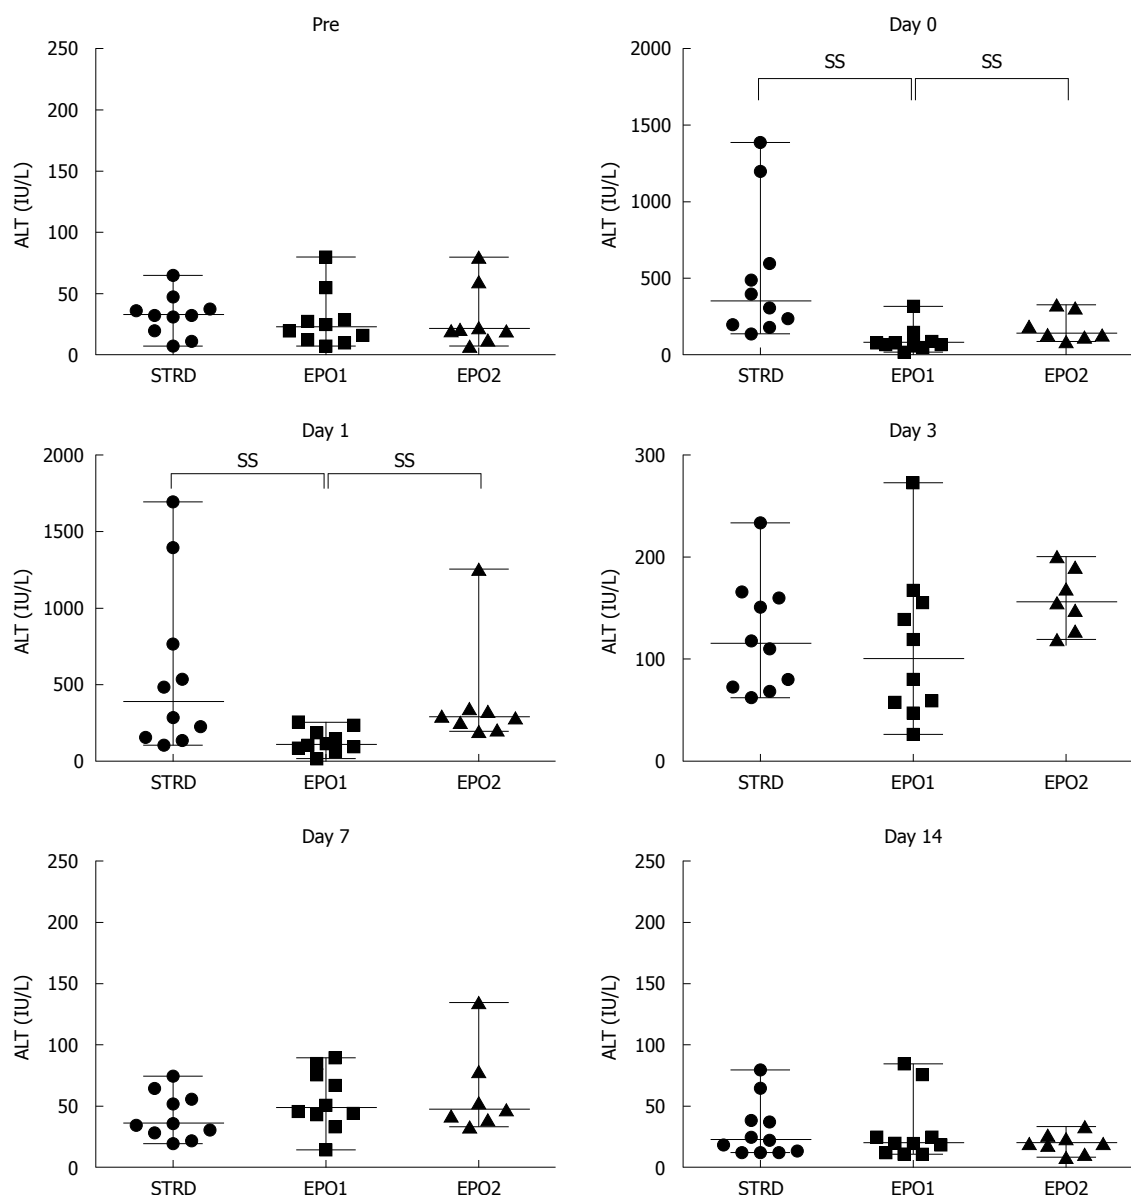 Pre
250
200
150
100
50
0
ALT (IU/L)
STRD EPO1 EPO2
Day 0
2000
1500
1000
500
0
ALT (IU/L)
SS SS
STRD EPO1 EPO2
Day 1
2000
1500
1000
500
0
ALT (IU/L)
SS SS
STRD EPO1 EPO2
Day 3
300
200
100
0
ALT (IU/L)
STRD EPO1 EPO2
Day 7
250
200
150
100
50
0
ALT (IU/L)
STRD EPO1 EPO2
Day 14
250
200
150
100
50
0
ALT (IU/L)
STRD EPO1 EPO2